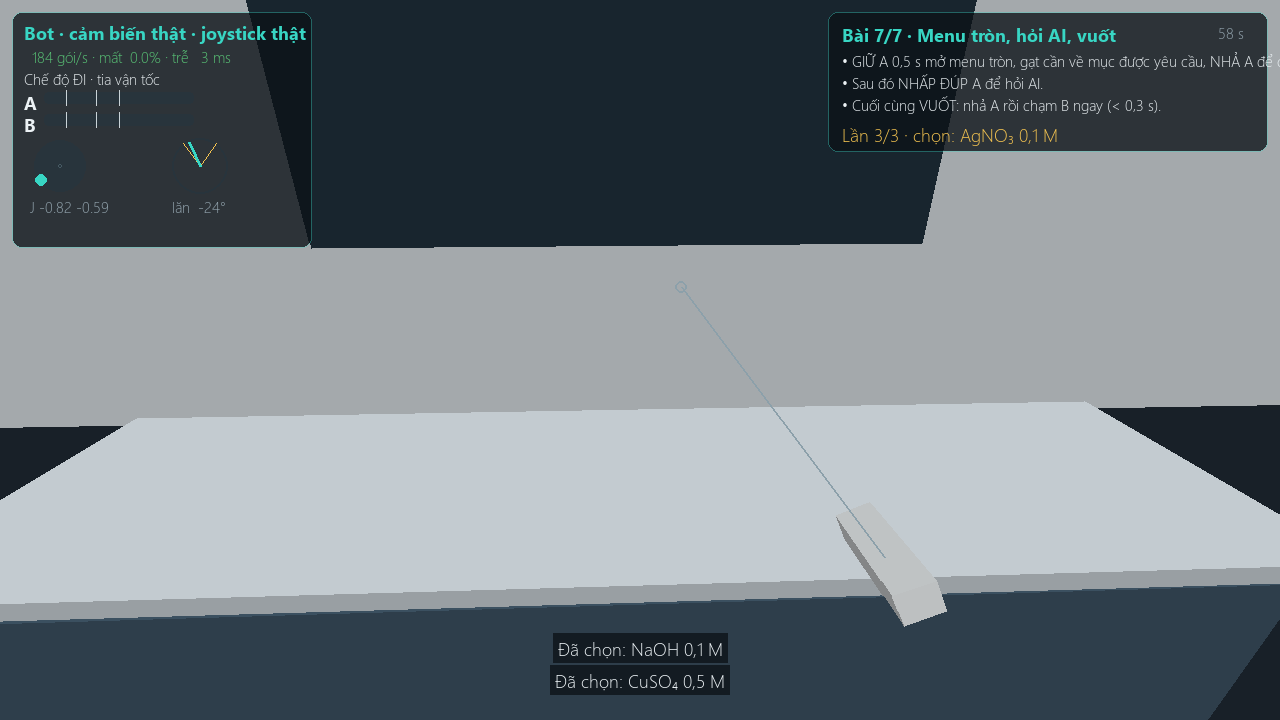 Bot · cảm biến thật · joystick thật
184 gói/s · mất 0.0% · trễ 3 ms
Chế độ ĐI · tia vận tốc
A
B
J -0.82 -0.59
lăn -24°
Bài 7/7 · Menu tròn, hỏi AI, vuốt
58 s
• GIỮ A 0,5 s mở menu tròn, gạt cần về mục được yêu cầu, NHẢ A để
• Sau đó NHẤP ĐÚP A để hỏi AI.
• Cuối cùng VUỐT: nhả A rồi chạm B ngay (< 0,3 s).
Lần 3/3 · chọn: AgNO₃ 0,1 M
Đã chọn: NaOH 0,1 M
Đã chọn: CuSO₄ 0,5 M